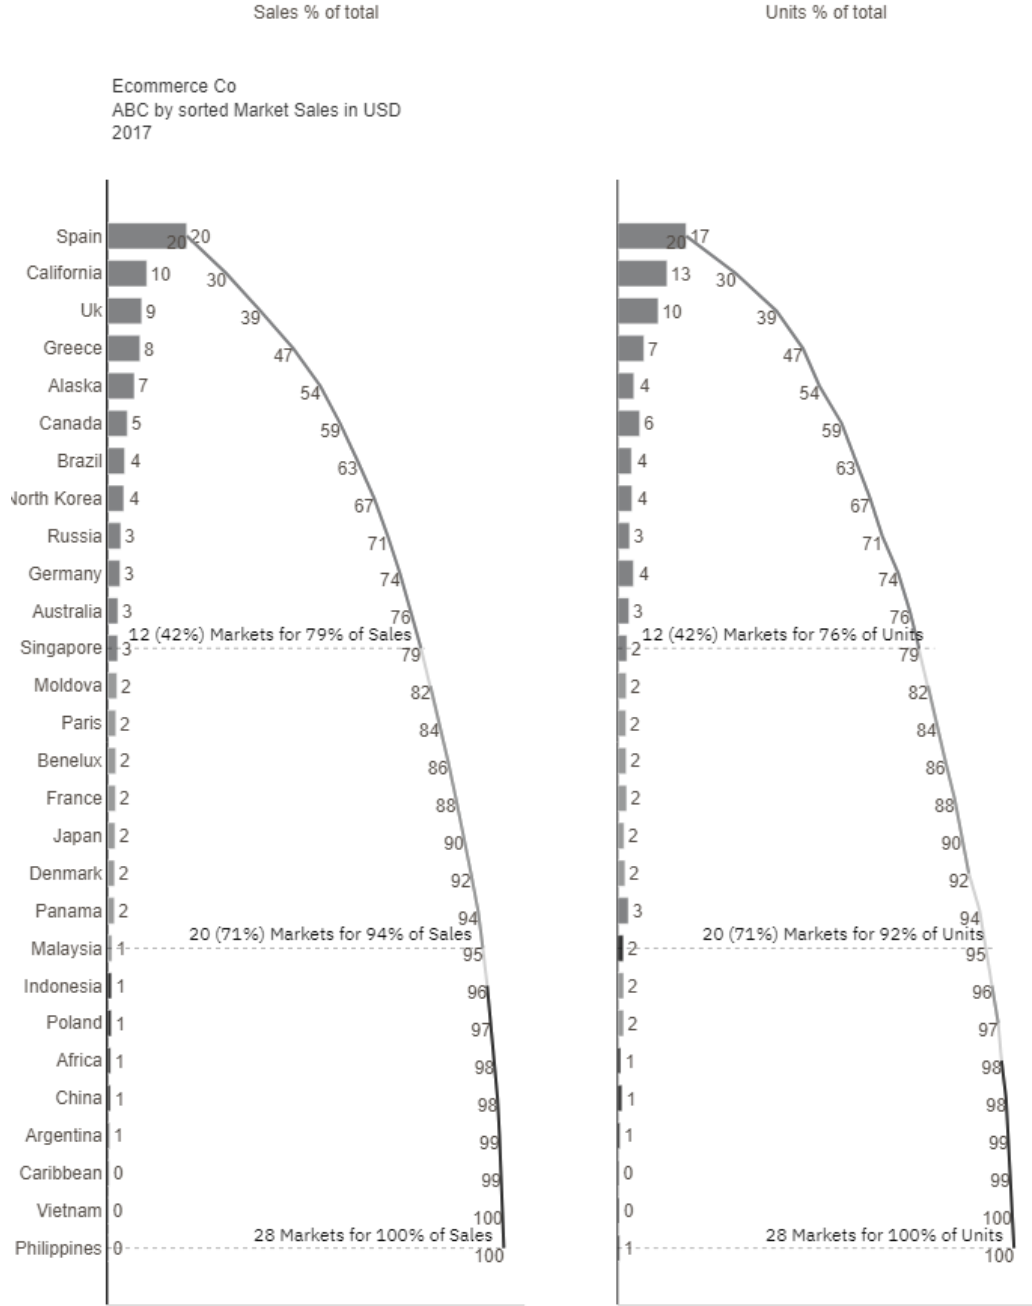 Sales % of total Units % of total
Ecommerce Co
ABC by sorted Market Sales in USD
2017
Spain 20 20 20 17
California 10 30 13 30
Uk 9 39 10 39
Greece 8 47 7 47
Alaska 7 54 4 54
Canada 5 59 6 59
Brazil 4 63 4 63
North Korea 4 67 4 67
Russia 3 71 3 71
Germany 3 74 4 74
Australia 3 76 3 76
12 (42%) Markets for 79% of Sales 12 (42%) Markets for 76% of Units
Singapore 3 79 2 79
Moldova 2 82 2 82
Paris 2 84 2 84
Benelux 2 86 2 86
France 2 88 2 88
Japan 2 90 2 90
Denmark 2 92 2 92
Panama 2 94 3 94
20 (71%) Markets for 94% of Sales 20 (71%) Markets for 92% of Units
Malaysia 1 95 2 95
Indonesia 1 96 2 96
Poland 1 97 2 97
Africa 1 98 1 98
China 1 98 1 98
Argentina 1 99 1 99
Caribbean 0 99 0 99
Vietnam 0 100 0 100
28 Markets for 100% of Sales 28 Markets for 100% of Units
Philippines 0 100 1 100